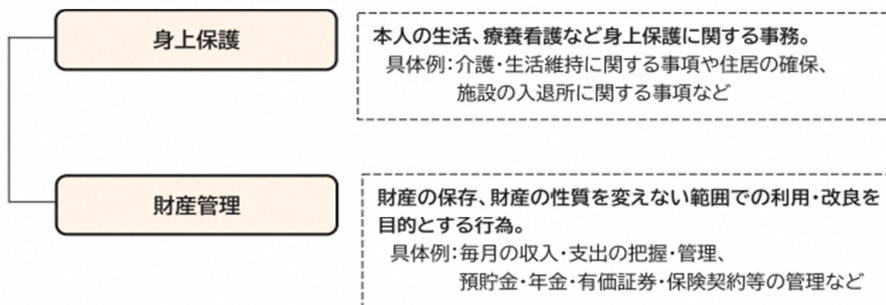 身上保護
本人の生活、療養看護など身上保護に関する事務。
具体例：介護・生活維持に関する事項や住居の確保、
施設の入退所に関する事項など
財産管理
財産の保存、財産の性質を変えない範囲での利用・改良を
目的とする行為。
具体例：毎月の収入・支出の把握・管理、
預貯金・年金・有価証券・保険契約等の管理など